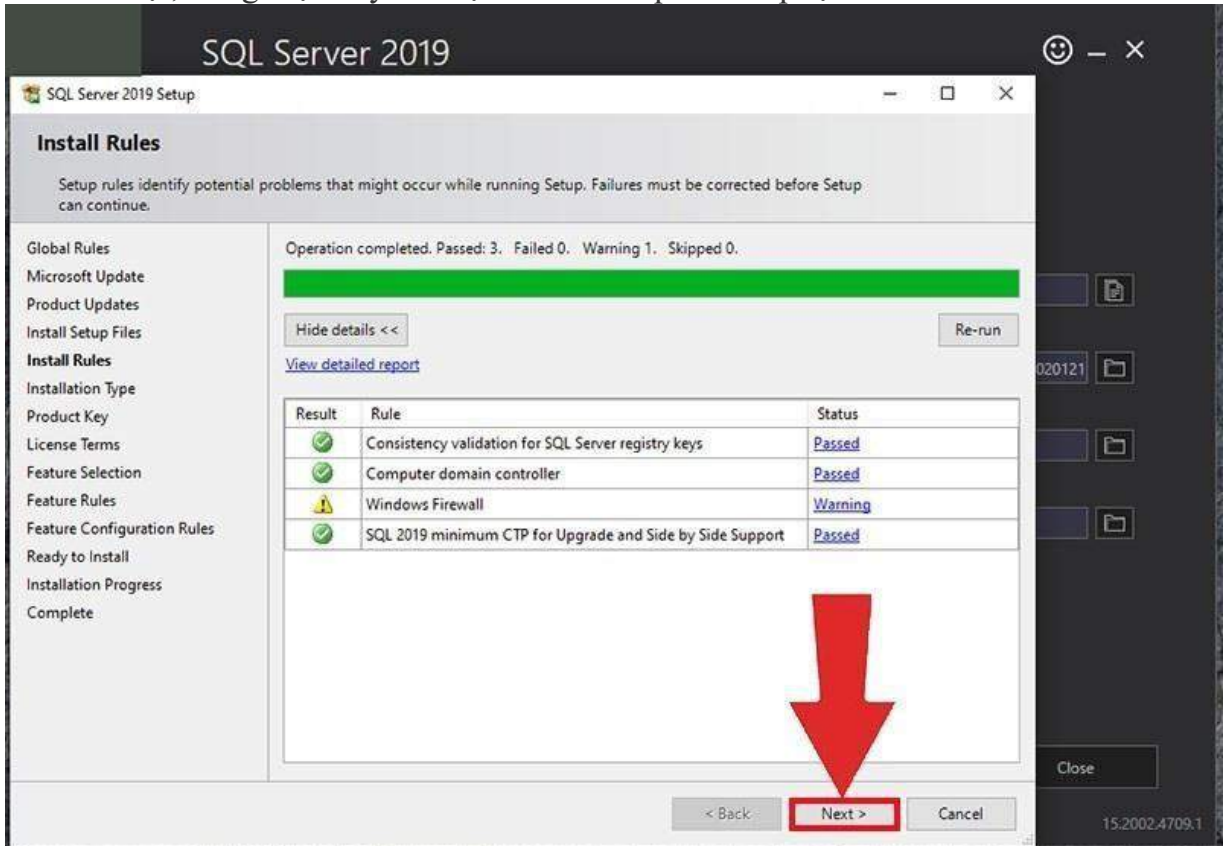 SQL Server 2019
SQL Server 2019 Setup
Install Rules
Setup rules identify potential problems that might occur while running Setup. Failures must be corrected before Setup
can continue.
Global Rules
Microsoft Update
Product Updates
Install Setup Files
Install Rules
Installation Type
Product Key
License Terms
Feature Selection
Feature Rules
Feature Configuration Rules
Ready to Install
Installation Progress
Complete
Operation completed. Passed: 3. Failed 0. Warning 1. Skipped 0.
Hide details <<
Re-run
View detailed report
Result Rule Status
Consistency validation for SQL Server registry keys Passed
Computer domain controller Passed
Windows Firewall Warning
SQL 2019 minimum CTP for Upgrade and Side by Side Support Passed
< Back Next > Cancel
020121
Close
15.2002.4709.1